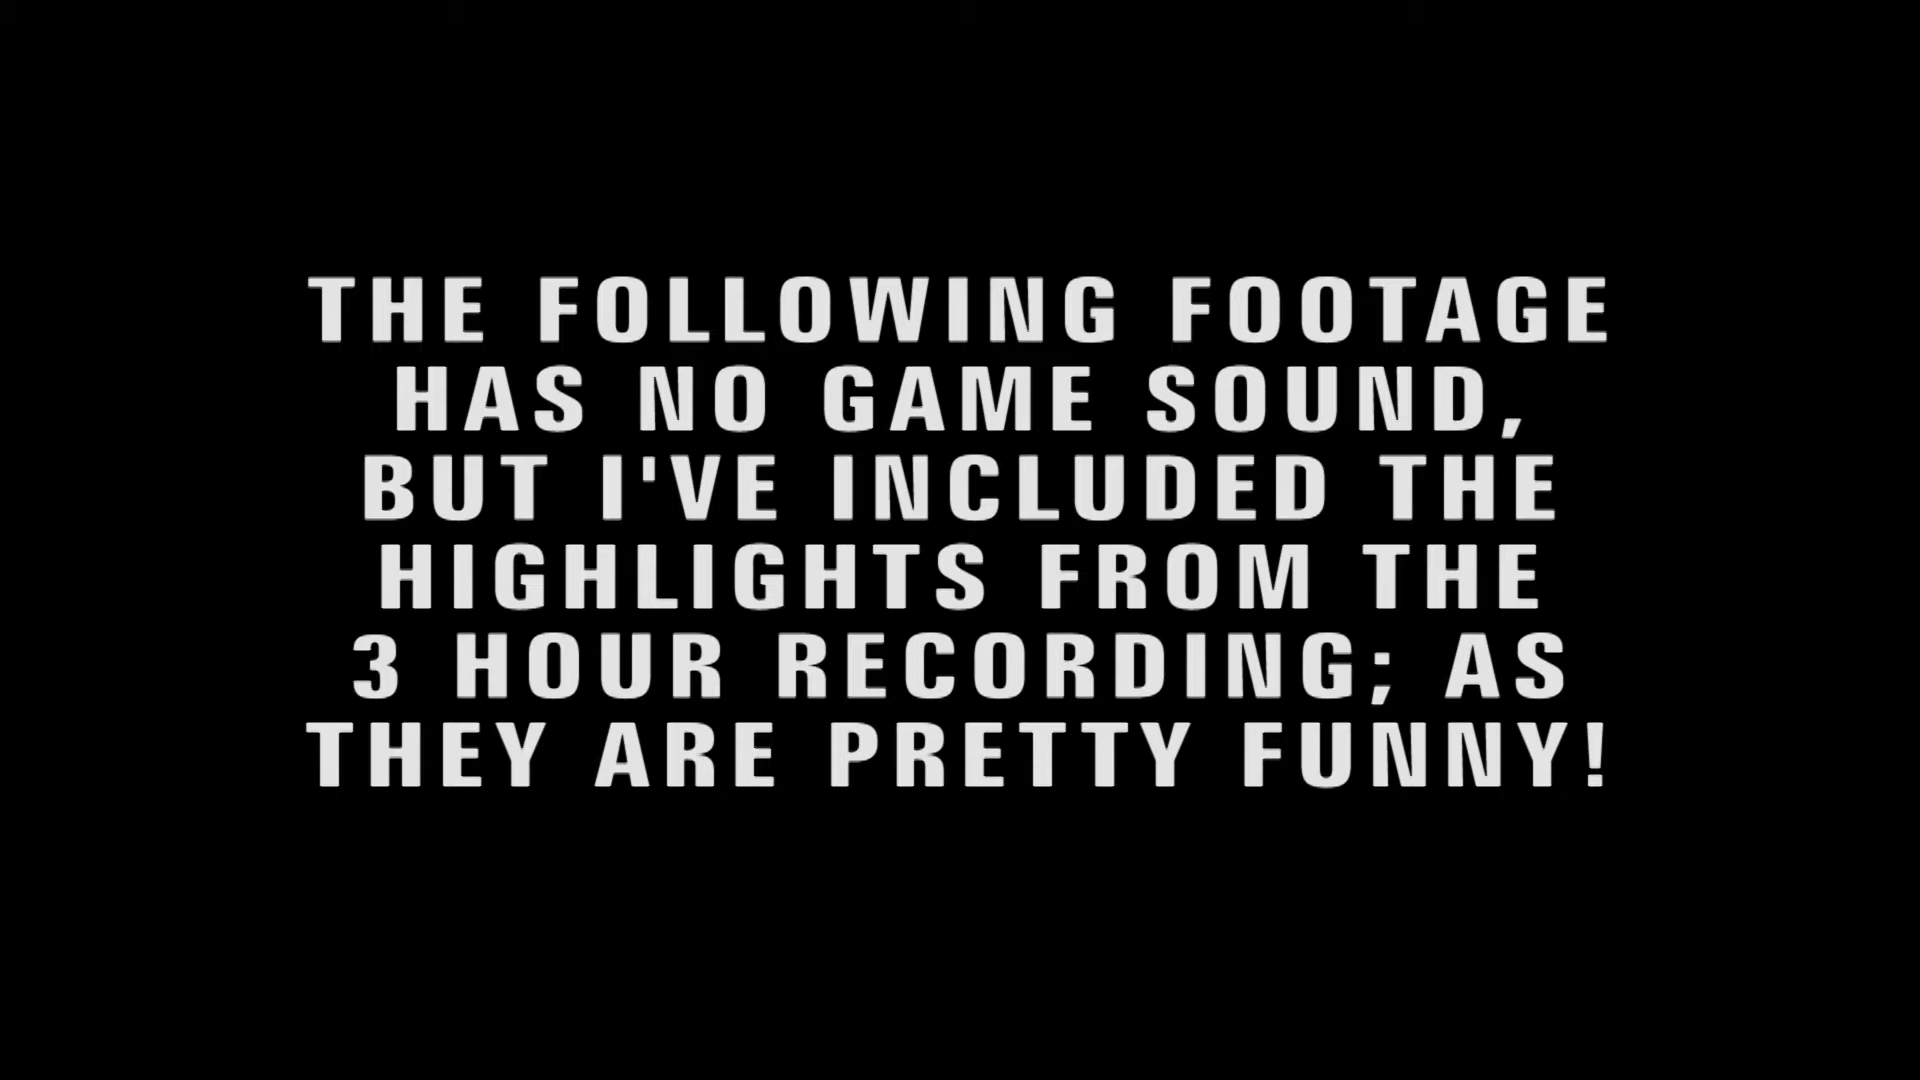 THE FOLLOWING FOOTAGE
HAS NO GAME SOUND,
BUT I'VE INCLUDED THE
HIGHLIGHTS FROM THE
3 HOUR RECORDING; AS
THEY ARE PRETTY FUNNY!